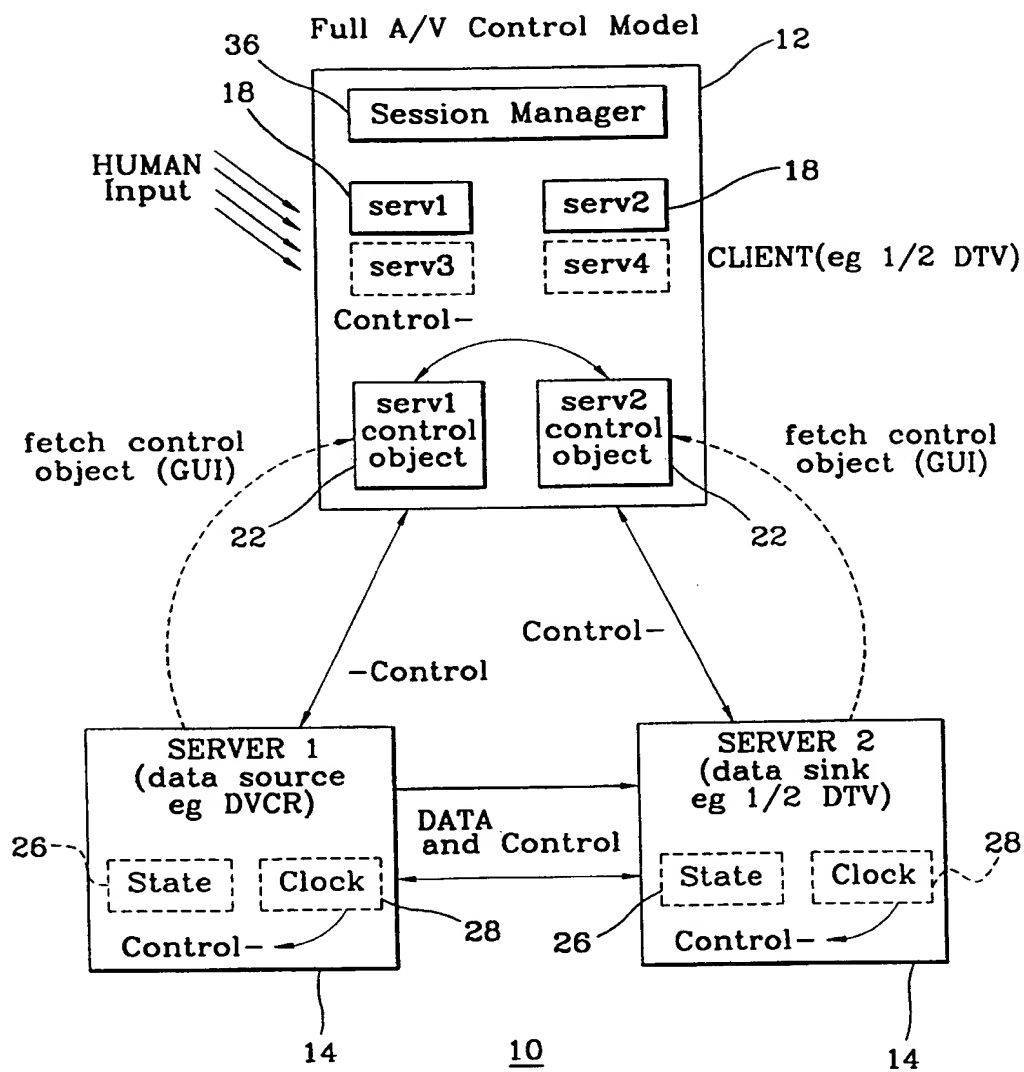 Full A/V Control Model
36
12
18
Session Manager
HUMAN
Input
serv1
serv2
18
serv3
serv4
CLIENT(eg 1/2 DTV)
Control-
serv1
control
object
serv2
control
object
fetch control
object (GUI)
fetch control
object (GUI)
22
22
Control-
-Control
SERVER 1
(data source
eg DVCR)
SERVER 2
(data sink
eg 1/2 DTV)
DATA
and Control
26
State
Clock
28
Control-
26
State
Clock
28
Control-
14
10
14